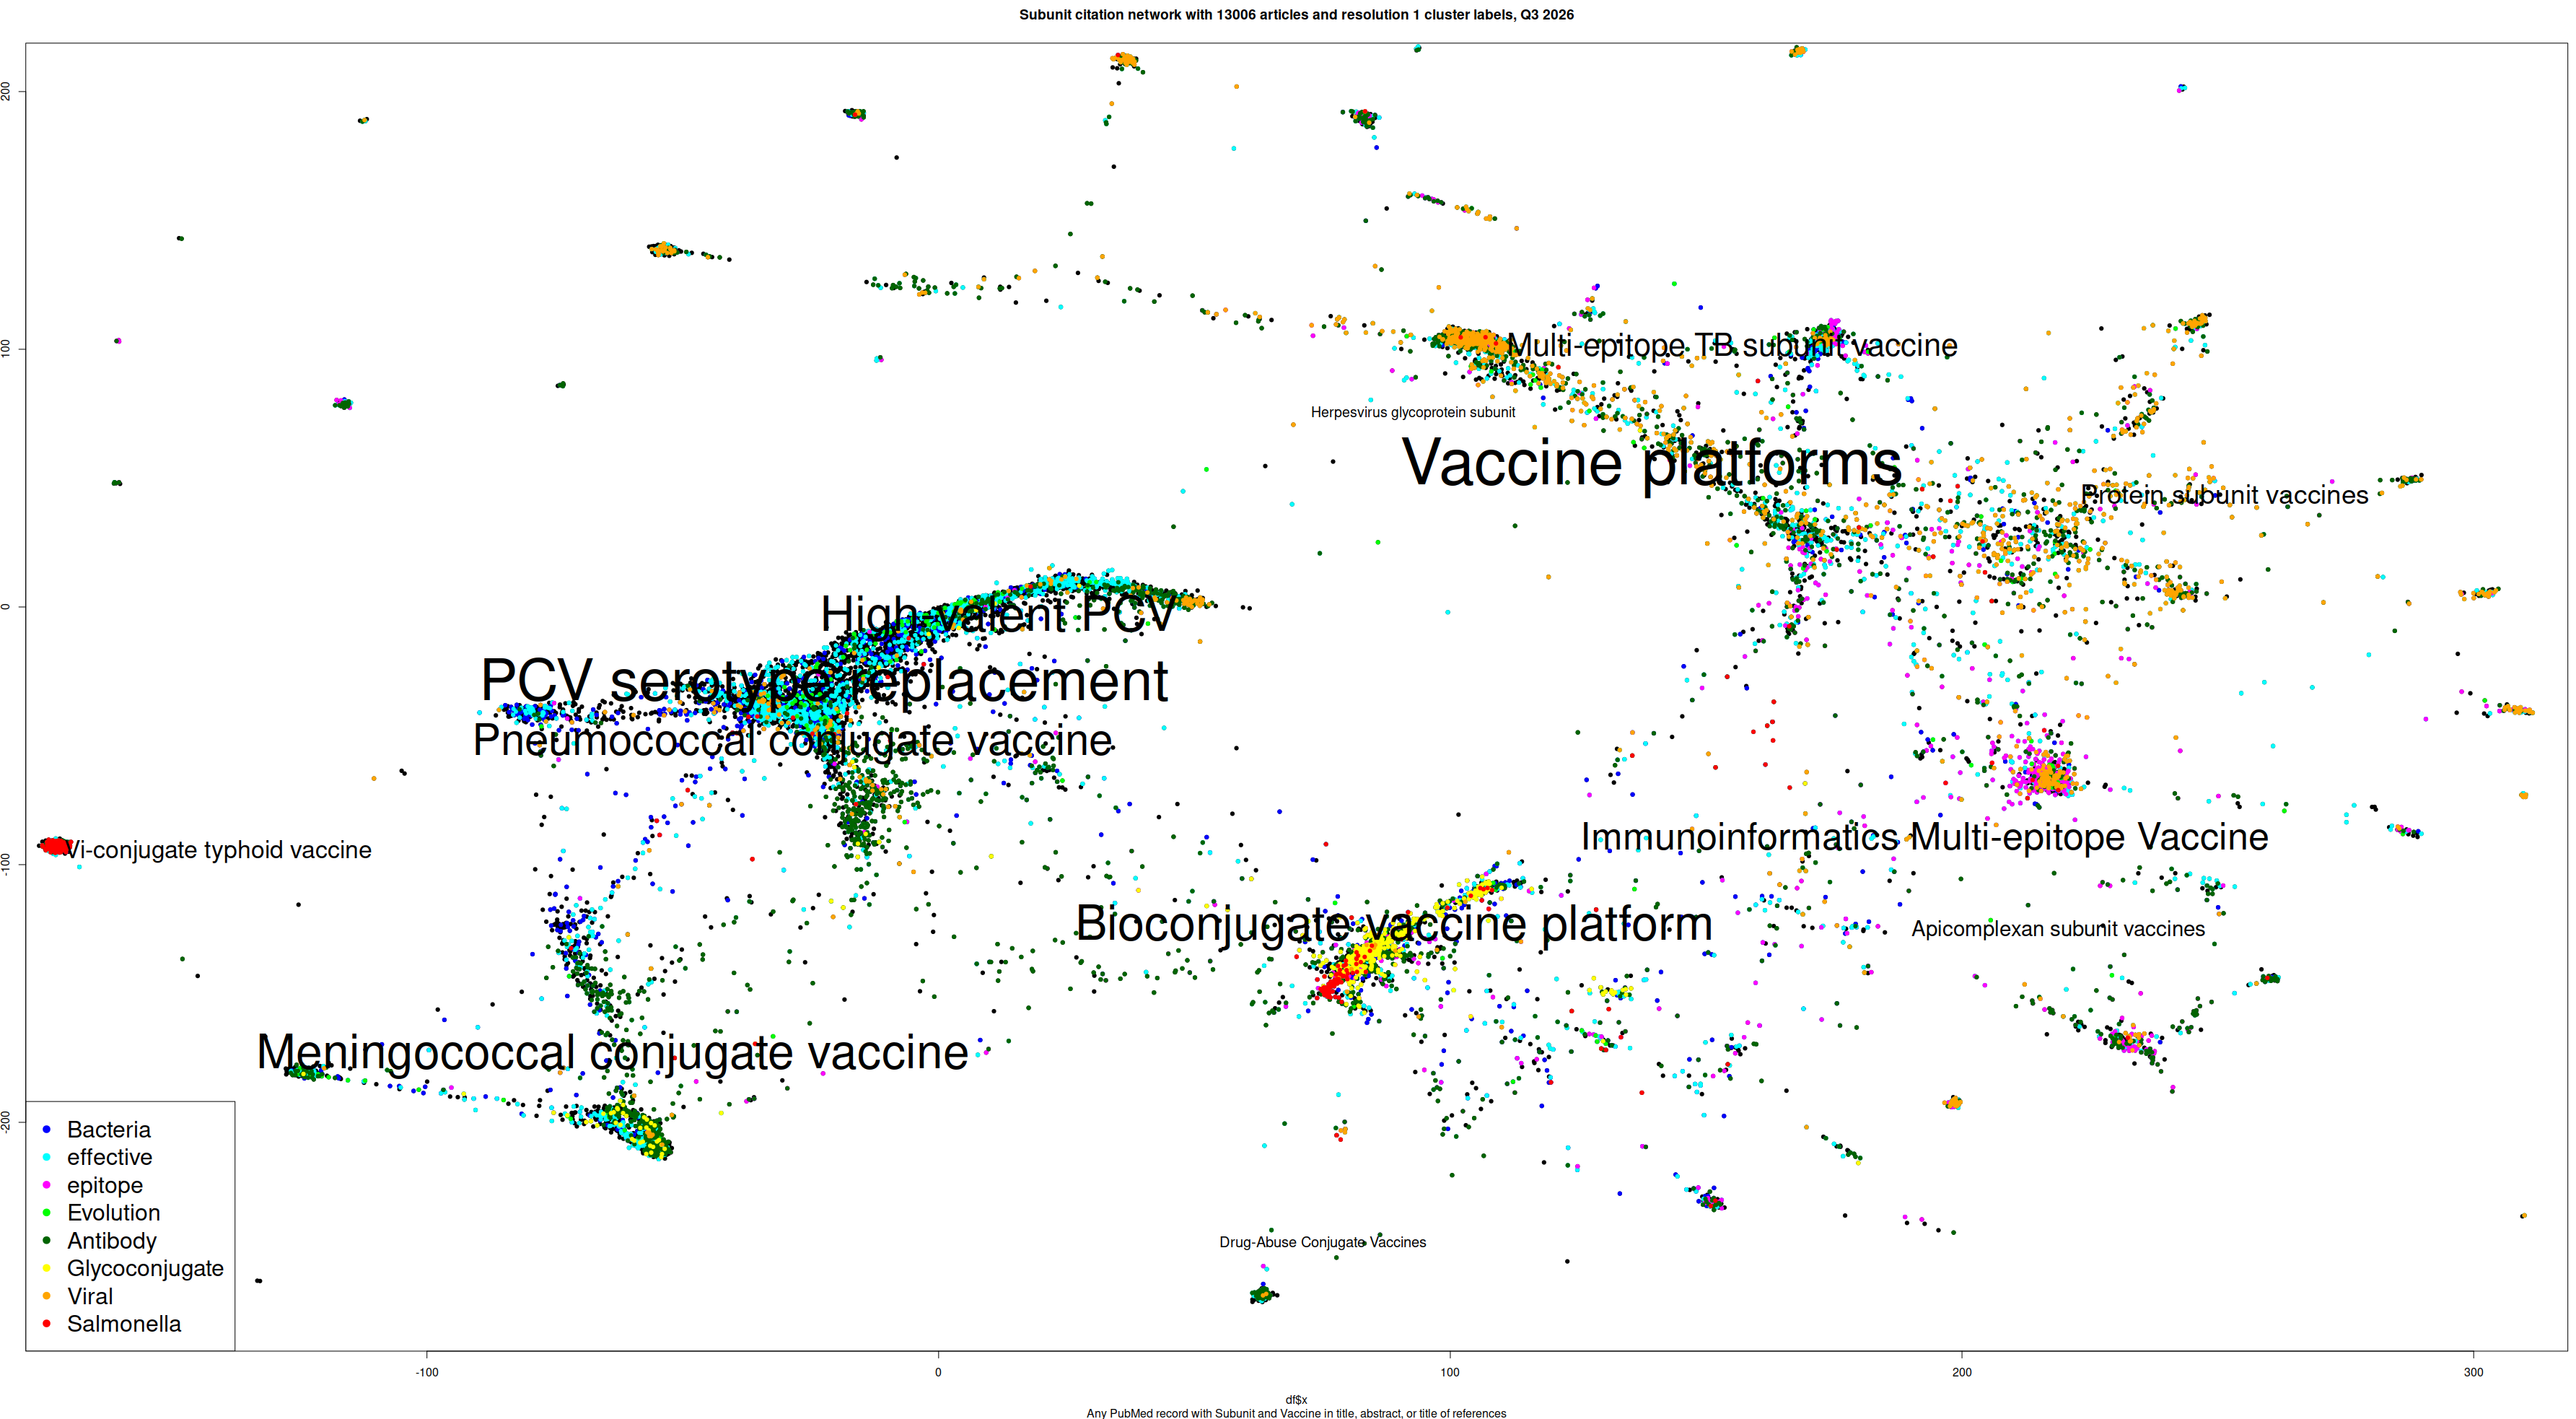 Subunit citation network with 13006 articles and resolution 1 cluster labels, Q3 2026
200
100
0
-100
-200
Multi-epitope TB subunit vaccine
Herpesvirus glycoprotein subunit
Vaccine platforms
Protein subunit vaccines
High-valent PCV
PCV serotype replacement
Pneumococcal conjugate vaccine
Immunoinformatics Multi-epitope Vaccine
Vi-conjugate typhoid vaccine
Bioconjugate vaccine platform
Apicomplexan subunit vaccines
Meningococcal conjugate vaccine
Drug-Abuse Conjugate Vaccines
Bacteria
effective
epitope
Evolution
Antibody
Glycoconjugate
Viral
Salmonella
-100
0
100
200
300
df$x
Any PubMed record with Subunit and Vaccine in title, abstract, or title of references